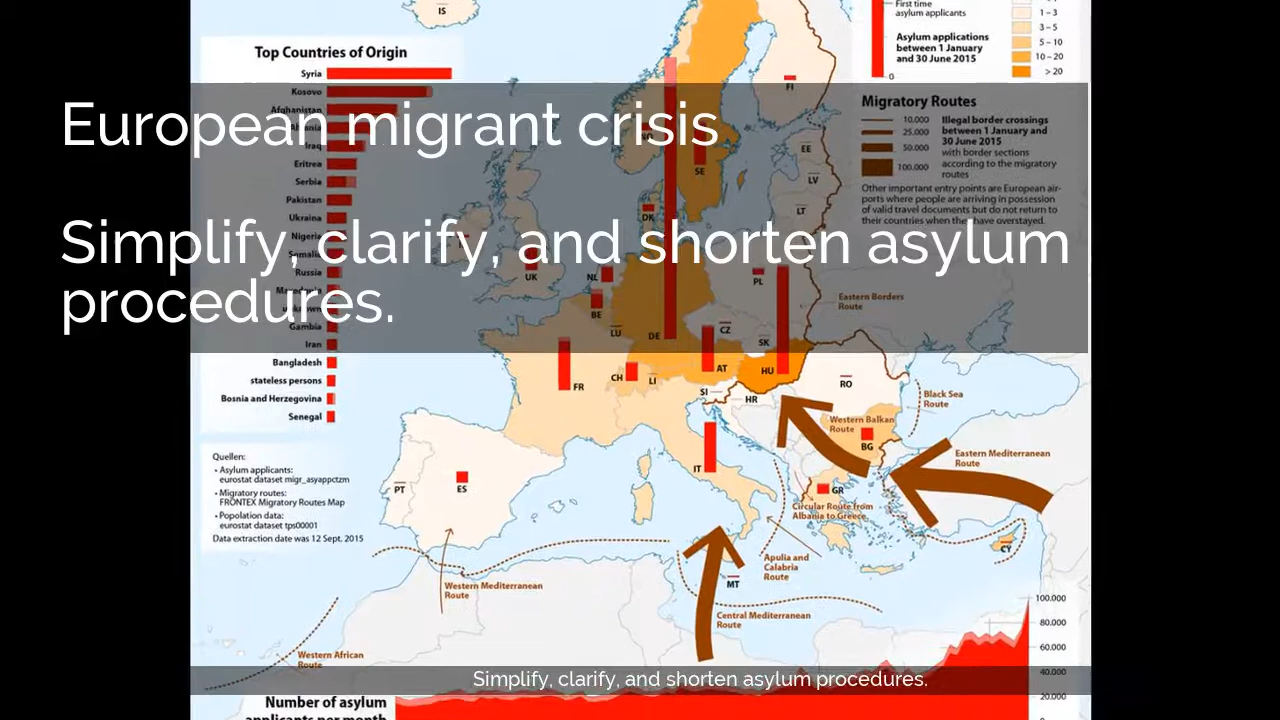 IS
Top Countries of Origin
Syria
Kosovo
Afghanistan
Iraq
Eritrea
Serbia
Pakistan
Ukraina
Nigeria
Somalia
Russia
Gambia
Iran
Bangladesh
stateless persons
Bosnia and Herzegovina
Senegal
European migrant crisis
Simplify, clarify, and shorten asylum
procedures.
First time
asylum applicants
Asylum applications
between 1 January
and 30 June 2015
0
1 – 3
3 – 5
5 – 10
10 – 20
> 20
Migratory Routes
10.000
25.000
50.000
100.000
Illegal border crossings
between 1 January and
30 June 2015
with border sections
according to the migratory
routes
Other important entry points are European air-
ports where people are arriving in possession
of valid travel documents but do not return to
their countries when they have overstayed.
FI
NO
SE
EE
LV
LT
DK
UK
NL
BE
LU
DE
PL
CZ
SK
AT
HU
FR
CH
LI
SI
HR
RO
BG
IT
GR
PT
ES
MT
CY
Eastern Borders
Route
Black Sea
Route
Western Balkan
Route
Eastern Mediterranean
Route
Circular Route from
Albania to Greece
Apulia and
Calabria
Route
Central Mediterranean
Route
Western Mediterranean
Route
Western African
Route
Quellen:
• Asylum applicants:
eurostat dataset migr_asyappctzm
• Migratory routes:
FRONTEX Migratory Routes Map
• Popolation data:
eurostat dataset tps00001
Data extraction date was 12 Sept. 2015
100.000
80.000
60.000
40.000
20.000
0
Simplify, clarify, and shorten asylum procedures.
Number of asylum
applicants per month